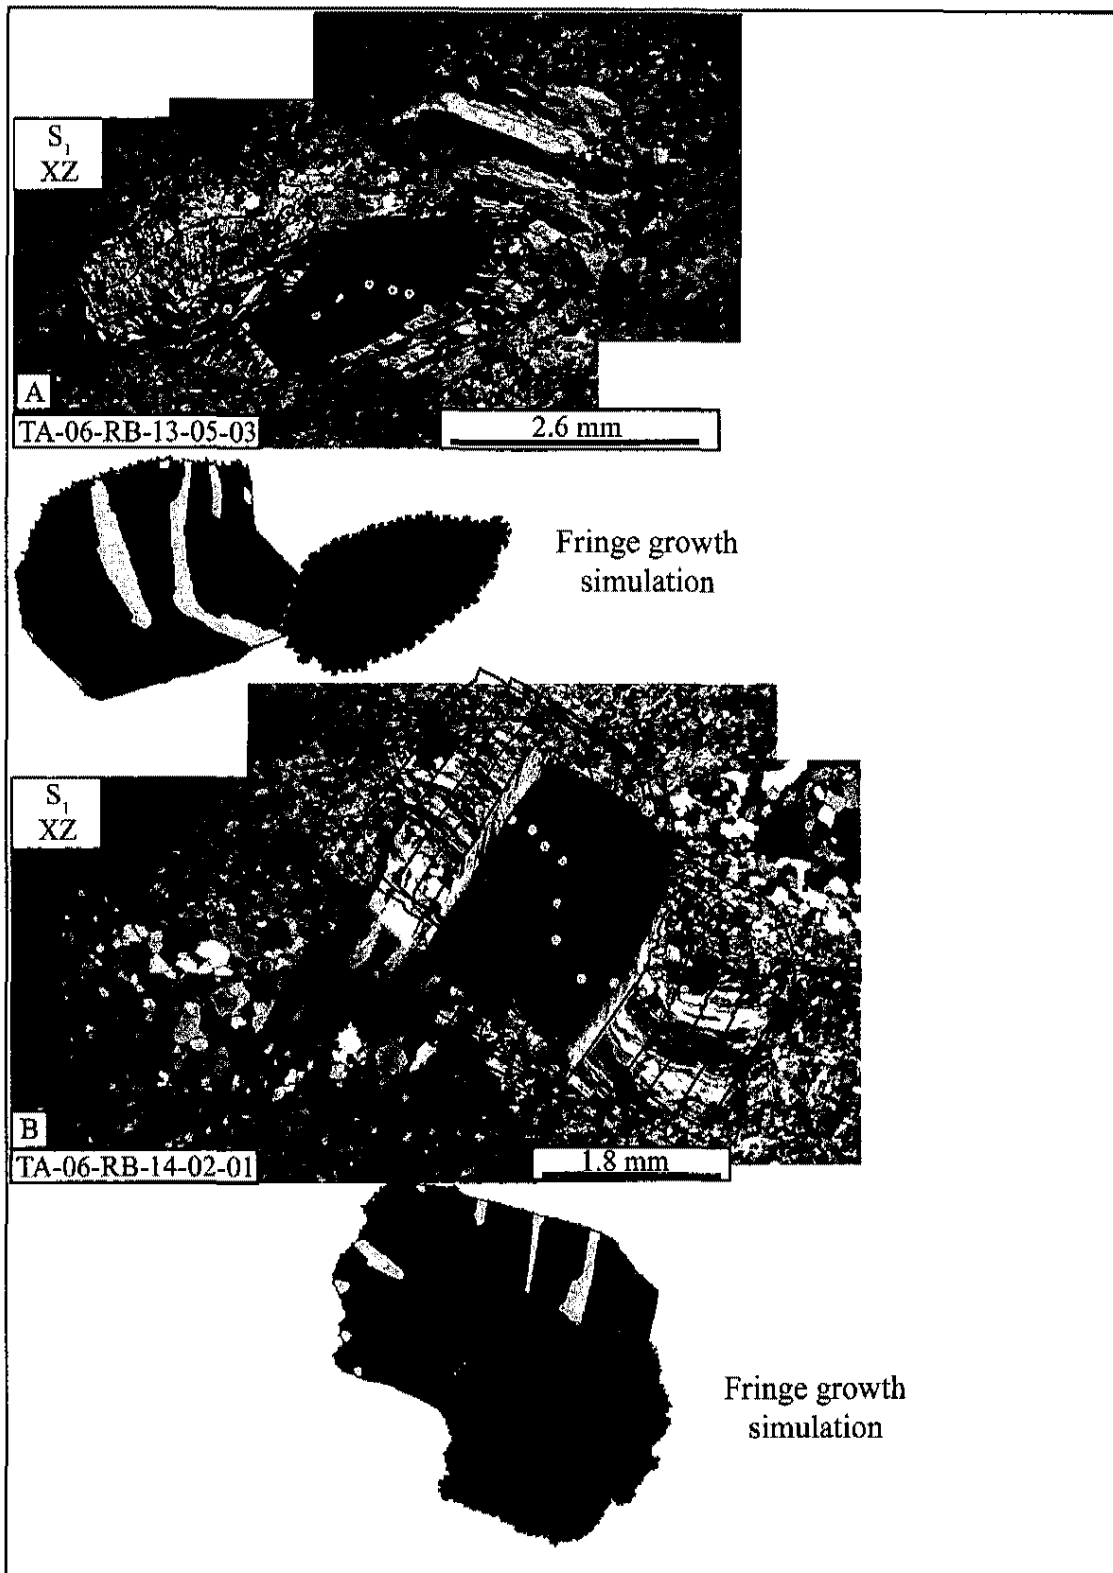 S₁
XZ
A
TA-06-RB-13-05-03
2.6 mm
Fringe growth
simulation
S₁
XZ
B
TA-06-RB-14-02-01
1.8 mm
Fringe growth
simulation